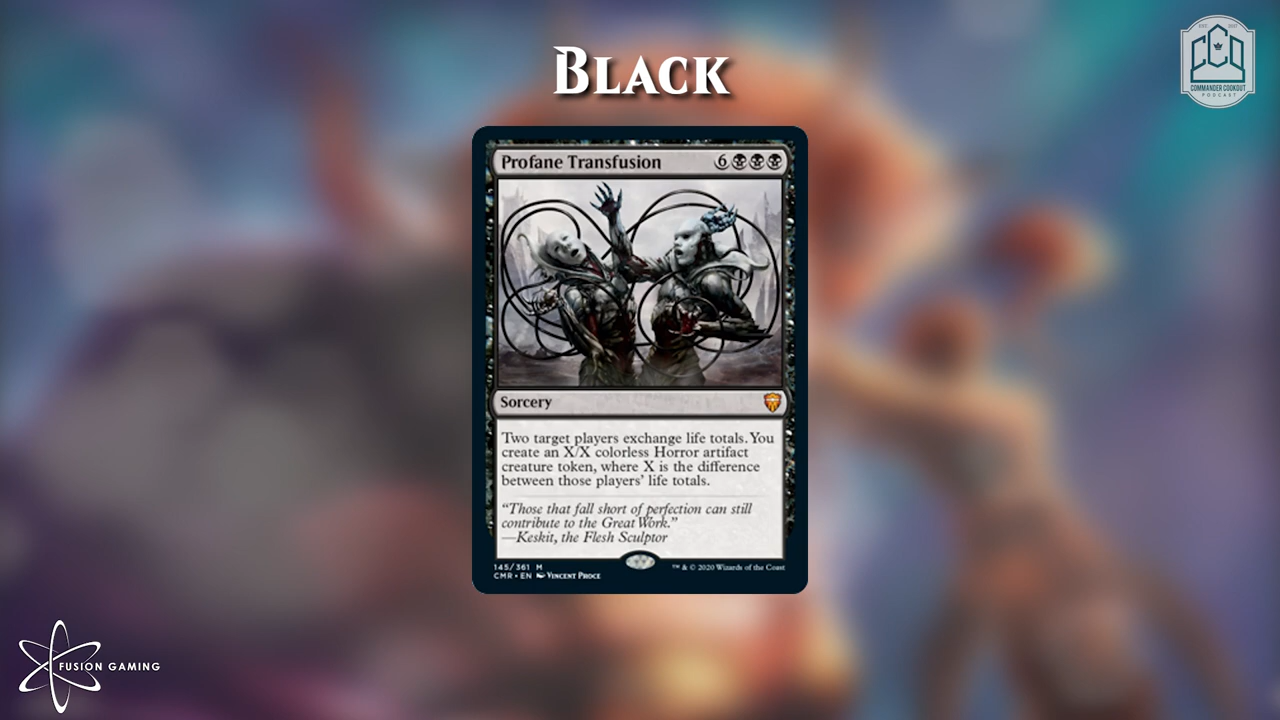 BLACK
COMMANDER COOKOUT
PODCAST
Profane Transfusion 6
Sorcery
Two target players exchange life totals. You
create an X/X colorless Horror artifact
creature token, where X is the difference
between those players' life totals.
“Those that fall short of perfection can still
contribute to the Great Work.”
—Keskit, the Flesh Sculptor
145/361 M
CMR • EN VINCENT PROCE
™ & © 2020 Wizards of the Coast
FUSION GAMING